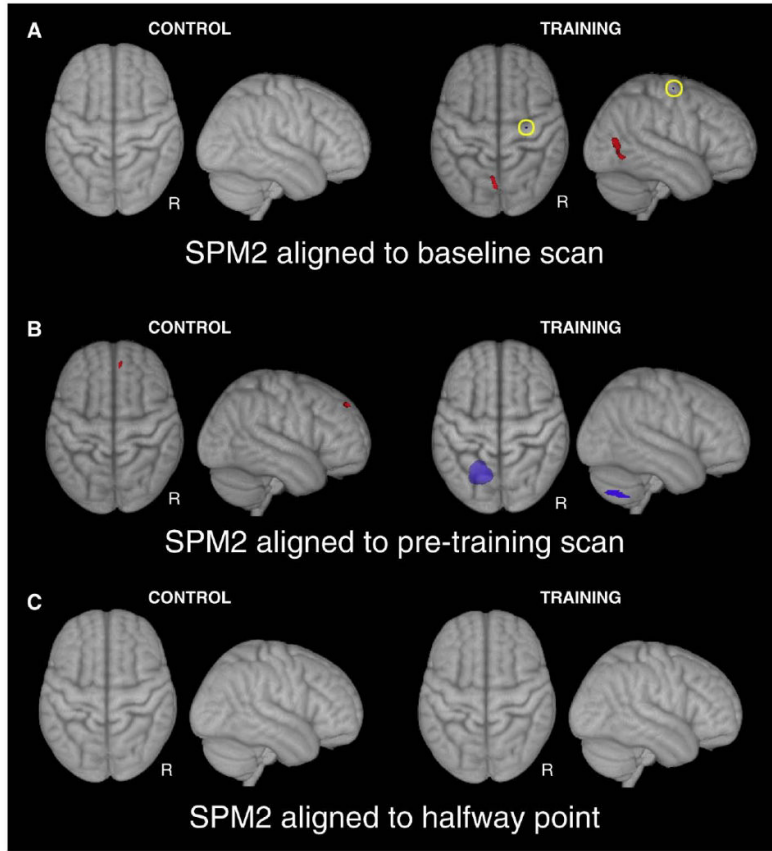 A
CONTROL TRAINING
R R
SPM2 aligned to baseline scan
B
CONTROL TRAINING
R R
SPM2 aligned to pre-training scan
C
CONTROL TRAINING
R R
SPM2 aligned to halfway point